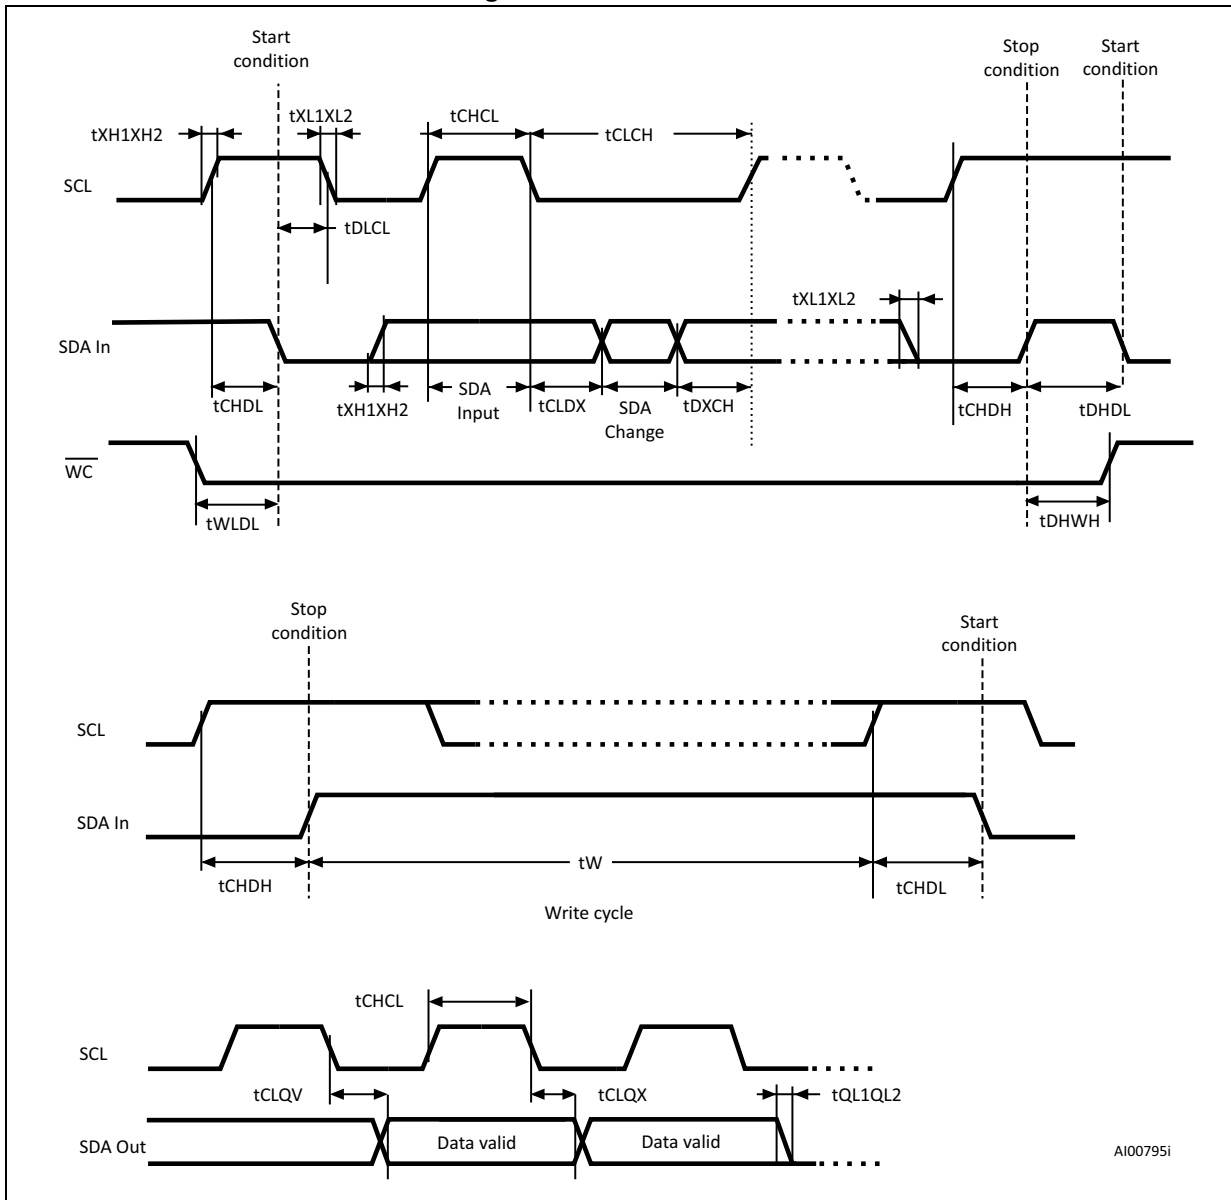 Start
condition
Stop
condition
Start
condition
tXH1XH2
tXL1XL2
tCHCL
tCLCH
SCL
tDLCL
tXL1XL2
SDA In
tCHDL
tXH1XH2
SDA
Input
tCLDX
SDA
Change
tDXCH
tCHDH
tDHDL
WC
tWLDL
tDHWH
Stop
condition
Start
condition
SCL
SDA In
tCHDH
tW
tCHDL
Write cycle
tCHCL
SCL
tCLQV
tCLQX
tQL1QL2
SDA Out
Data valid
Data valid
AI00795i